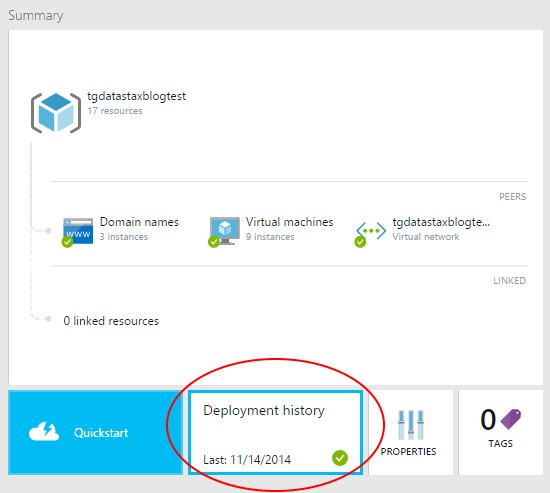 Summary
tgdatastaxblogtest
17 resources
PEERS
Domain names
3 instances
Virtual machines
9 instances
tgdatastaxblogte...
Virtual network
LINKED
0 linked resources
WWW
Quickstart
Deployment history
Last: 11/14/2014
PROPERTIES
0
TAGS